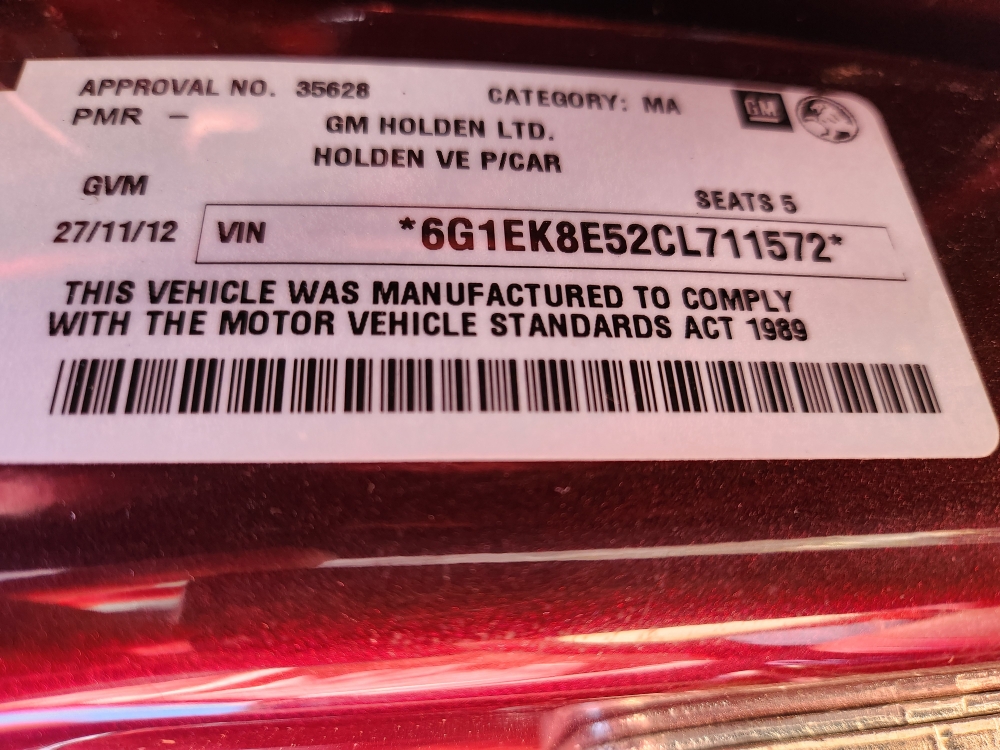 APPROVAL NO. 35628 CATEGORY: MA GM
PMR - GM HOLDEN LTD.
HOLDEN VE P/CAR
GVM SEATS 5
27/11/12 VIN *6G1EK8E52CL711572*
THIS VEHICLE WAS MANUFACTURED TO COMPLY
WITH THE MOTOR VEHICLE STANDARDS ACT 1989